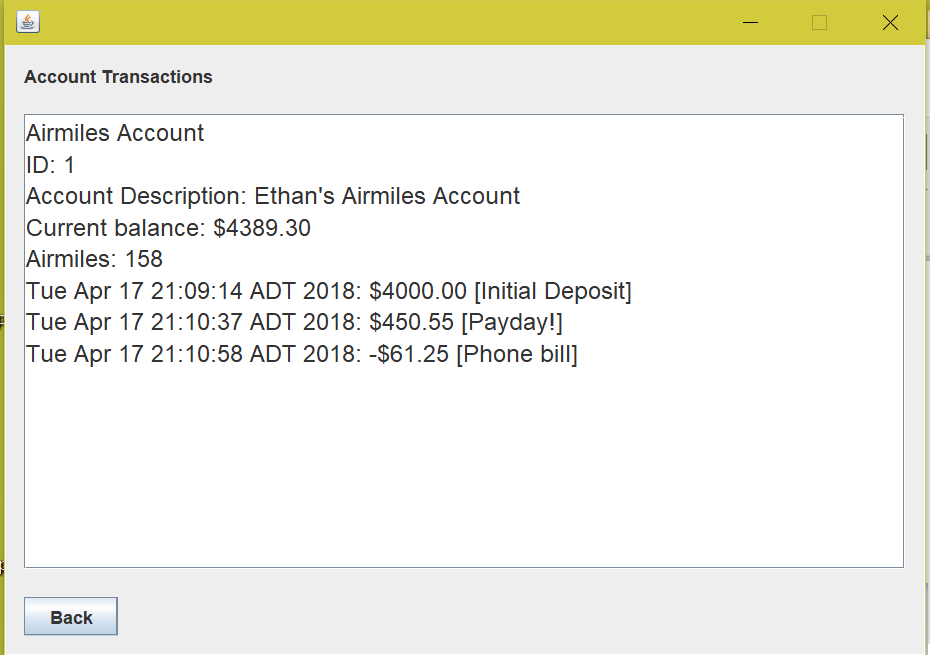 Account Transactions
Airmiles Account
ID: 1
Account Description: Ethan's Airmiles Account
Current balance: $4389.30
Airmiles: 158
Tue Apr 17 21:09:14 ADT 2018: $4000.00 [Initial Deposit]
Tue Apr 17 21:10:37 ADT 2018: $450.55 [Payday!]
Tue Apr 17 21:10:58 ADT 2018: -$61.25 [Phone bill]
Back